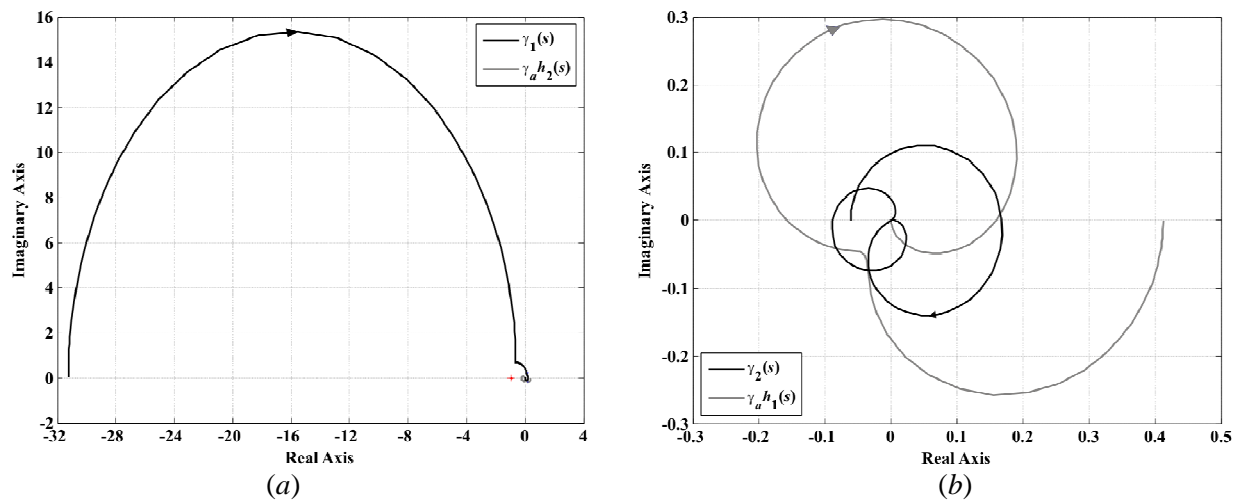 16
14
12
10
8
6
4
2
0
-2
-32 -28 -24 -20 -16 -12 -8 -4 0 4
Imaginary Axis
Real Axis
γ1(s)
γah2(s)
(a)
0.3
0.2
0.1
0
-0.1
-0.2
-0.3
-0.3 -0.2 -0.1 0 0.1 0.2 0.3 0.4 0.5
Imaginary Axis
Real Axis
γ2(s)
γah1(s)
(b)